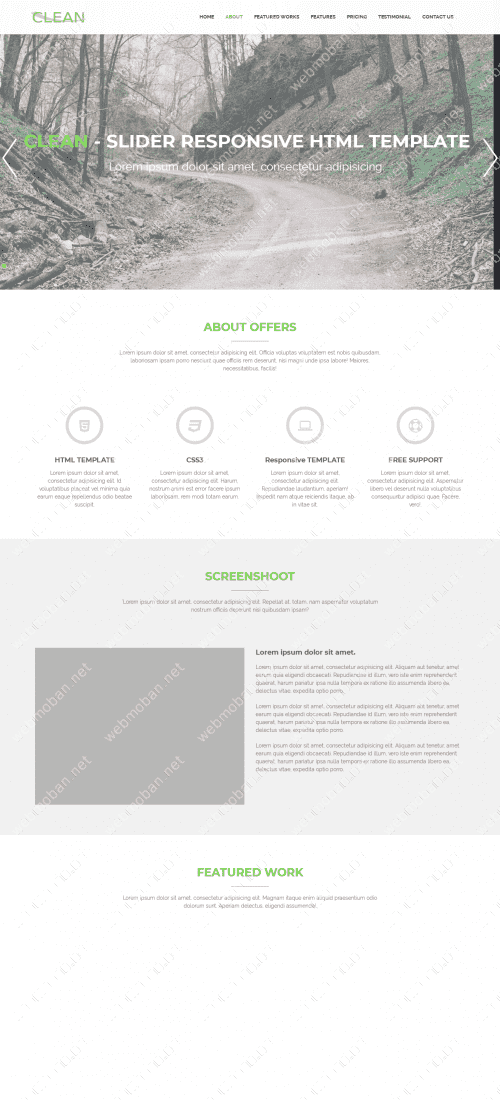 CLEAN
HOME ABOUT FEATURED WORKS FEATURES PRICING TESTIMONIAL CONTACT US
CLEAN - SLIDER RESPONSIVE HTML TEMPLATE
Lorem ipsum dolor sit amet, consectetur adipisicing
ABOUT OFFERS
Lorem ipsum dolor sit amet, consectetur adipisicing elit. Officia voluptas voluptatem est nobis quibusdam,
laboriosam ipsam porro nesciunt quae officiis rem deserunt, nisi magni unde ipsa labore! Maiores,
necessitatibus, facilis!
HTML TEMPLATE
Lorem ipsum dolor sit amet,
consectetur adipisicing elit. Id
voluptatibus placeat vel minima quia
earum eaque repellendus odio beatae
suscipit
CSS3
Lorem ipsum dolor sit amet,
consectetur adipisicing elit. Harum
nostrum animi est error facere ipsum
laboriosam, rem modi totam earum
Responsive TEMPLATE
Lorem ipsum dolor sit amet,
consectetur adipisicing elit.
Repudiandae laudantium, aperiam!
Impedit nam atque reiciendis itaque, ab
in vitae sit
FREE SUPPORT
Lorem ipsum dolor sit amet,
consectetur adipisicing elit. Aspernatur
libero vel deserunt nulla voluptatibus
consequuntur adipisci quae. Facere,
vero!
SCREENSHOOT
Lorem ipsum dolor sit amet, consectetur adipisicing elit. Repellat at, totam, nam aspernatur voluptatum
nostrum officiis deserunt nisi quibusdam ipsam?
Lorem ipsum dolor sit amet.
Lorem ipsum dolor sit amet, consectetur adipisicing elit. Aliquam aut tenetur, amet
earum quia eligendi obcaecati. Repudiandae id illum, vero iste enim reprehenderit
quaerat, harum pariatur ipsa nulla tempora ex ratione illo assumenda libero ea,
delectus vitae, expedita optio porro.
Lorem ipsum dolor sit amet, consectetur adipisicing elit. Aliquam aut tenetur, amet
earum quia eligendi obcaecati. Repudiandae id illum, vero iste enim reprehenderit
quaerat, harum pariatur ipsa nulla tempora ex ratione illo assumenda libero ea,
delectus vitae, expedita optio porro.
Lorem ipsum dolor sit amet, consectetur adipisicing elit. Aliquam aut tenetur, amet
earum quia eligendi obcaecati. Repudiandae id illum, vero iste enim reprehenderit
quaerat, harum pariatur ipsa nulla tempora ex ratione illo assumenda libero ea,
delectus vitae, expedita optio porro.
webmoban.net
FEATURED WORK
Lorem ipsum dolor sit amet, consectetur adipisicing elit. Magnam itaque enim aliquid praesentium odio
dolorum sunt. Aperiam delectus, eligendi assumenda!